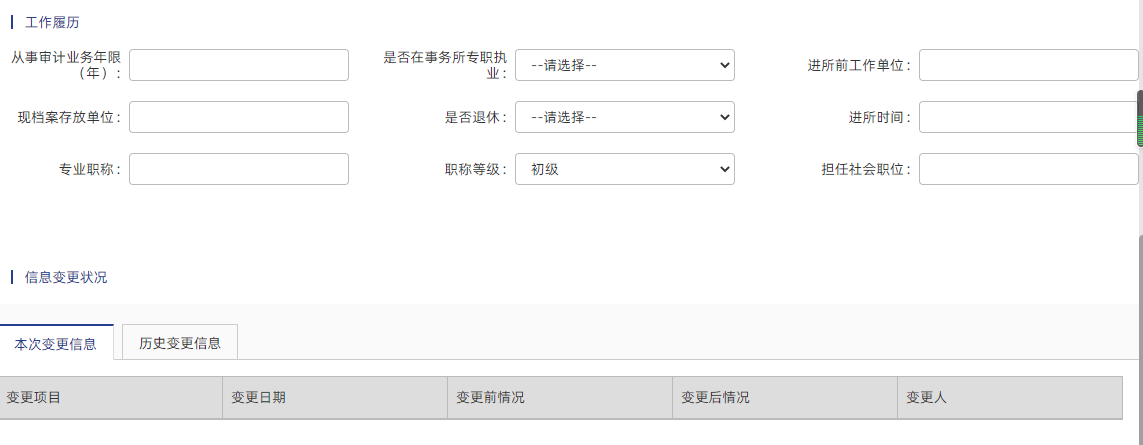 工作履历
从事审计业务年限
（年）：
是否在事务所专职执
业：
--请选择--
进所前工作单位：
现档案存放单位：
是否退休：
--请选择--
进所时间：
专业职称：
职称等级：
初级
担任社会职位：
信息变更状况
本次变更信息
历史变更信息
变更项目
变更日期
变更前情况
变更后情况
变更人